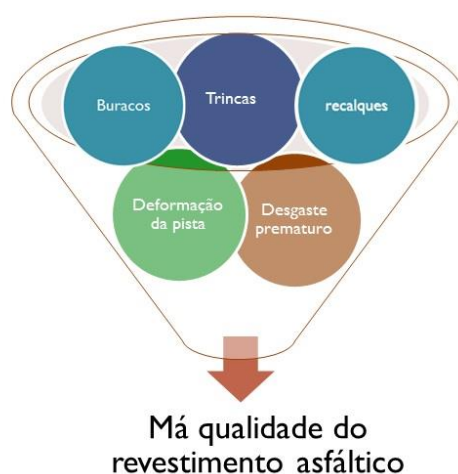 Buracos
Trincas
recalques
Deformação
da pista
Desgaste
prematuro
Má qualidade do
revestimento asfáltico